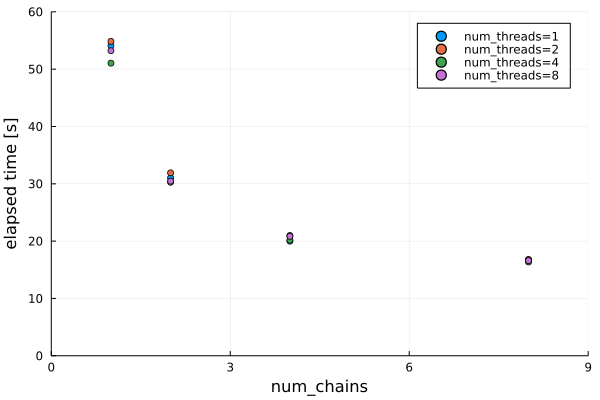 60
50
40
30
20
10
0
elapsed time [s]
num_threads=1
num_threads=2
num_threads=4
num_threads=8
0 3 6 9
num_chains